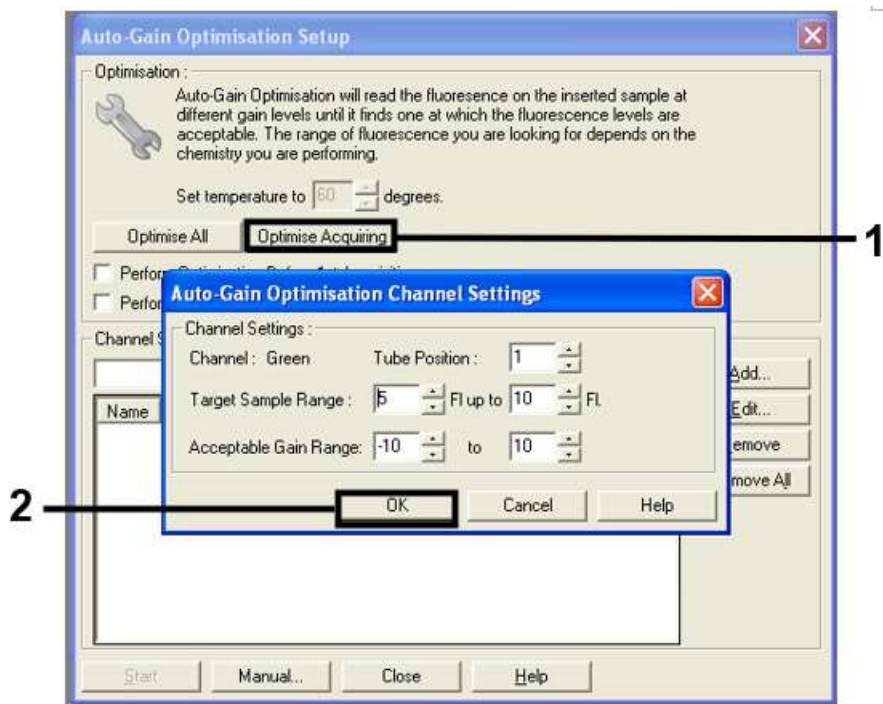 Auto-Gain Optimisation Setup
Optimisation :
Auto-Gain Optimisation will read the fluoresence on the inserted sample at
different gain levels until it finds one at which the fluorescence levels are
acceptable. The range of fluorescence you are looking for depends on the
chemistry you are performing.
Set temperature to 60 degrees.
Optimise All Optimise Acquiring
1
Auto-Gain Optimisation Channel Settings
Channel Settings :
Channel : Green Tube Position : 1
Target Sample Range : 5 Fl up to 10 Fl.
Acceptable Gain Range: -10 to 10
OK Cancel Help
2
Channel
Name
Add...
Edit...
Start Manual... Close Help